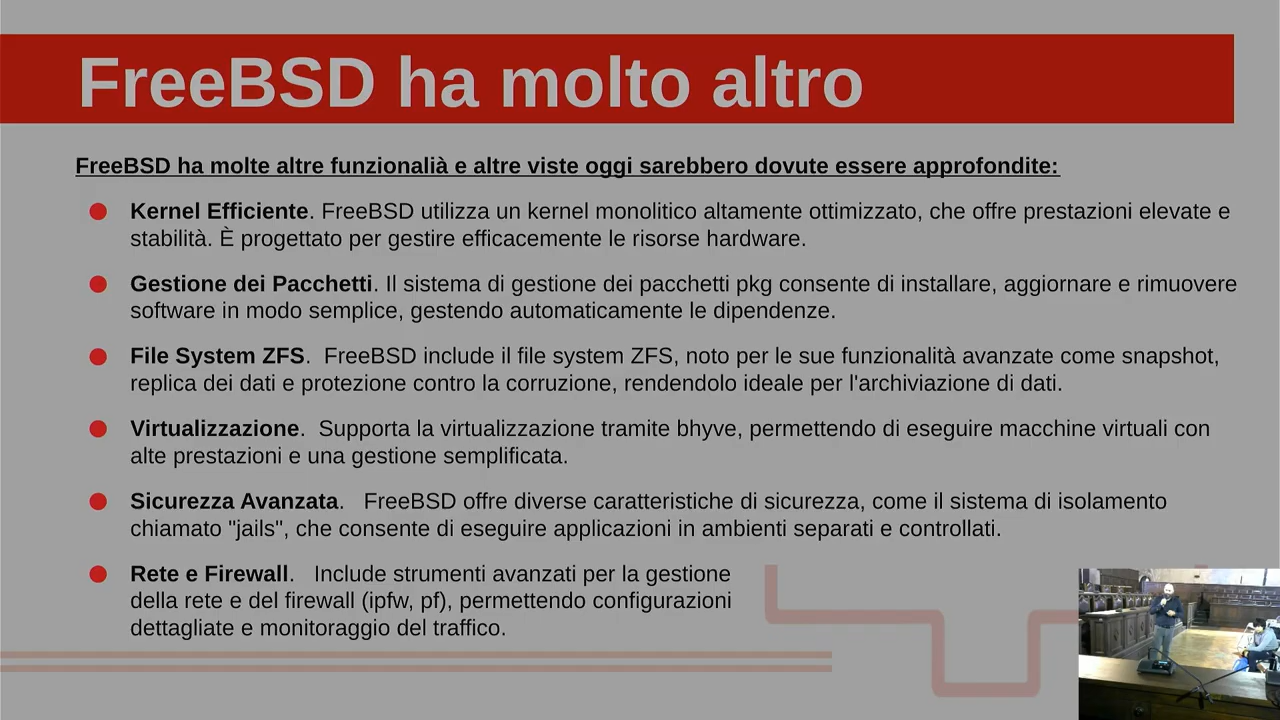 FreeBSD ha molto altro
FreeBSD ha molte altre funzionalià e altre viste oggi sarebbero dovute essere approfondite:
Kernel Efficiente. FreeBSD utilizza un kernel monolitico altamente ottimizzato, che offre prestazioni elevate e
stabilità. È progettato per gestire efficacemente le risorse hardware.
Gestione dei Pacchetti. Il sistema di gestione dei pacchetti pkg consente di installare, aggiornare e rimuovere
software in modo semplice, gestendo automaticamente le dipendenze.
File System ZFS. FreeBSD include il file system ZFS, noto per le sue funzionalità avanzate come snapshot,
replica dei dati e protezione contro la corruzione, rendendolo ideale per l'archiviazione di dati.
Virtualizzazione. Supporta la virtualizzazione tramite bhyve, permettendo di eseguire macchine virtuali con
alte prestazioni e una gestione semplificata.
Sicurezza Avanzata. FreeBSD offre diverse caratteristiche di sicurezza, come il sistema di isolamento
chiamato "jails", che consente di eseguire applicazioni in ambienti separati e controllati.
Rete e Firewall. Include strumenti avanzati per la gestione
della rete e del firewall (ipfw, pf), permettendo configurazioni
dettagliate e monitoraggio del traffico.